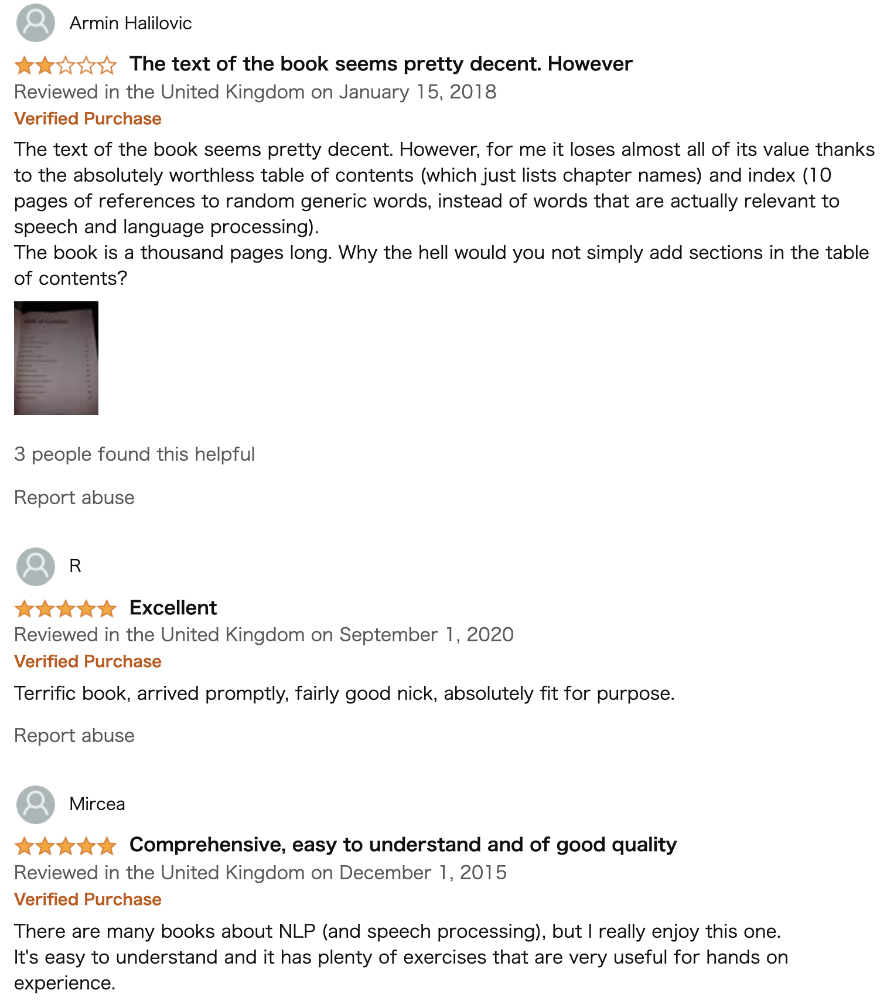 Armin Halilovic
The text of the book seems pretty decent. However
Reviewed in the United Kingdom on January 15, 2018
Verified Purchase
The text of the book seems pretty decent. However, for me it loses almost all of its value thanks
to the absolutely worthless table of contents (which just lists chapter names) and index (10
pages of references to random generic words, instead of words that are actually relevant to
speech and language processing).
The book is a thousand pages long. Why the hell would you not simply add sections in the table
of contents?
3 people found this helpful
Report abuse
R
Excellent
Reviewed in the United Kingdom on September 1, 2020
Verified Purchase
Terrific book, arrived promptly, fairly good nick, absolutely fit for purpose.
Report abuse
Mircea
Comprehensive, easy to understand and of good quality
Reviewed in the United Kingdom on December 1, 2015
Verified Purchase
There are many books about NLP (and speech processing), but I really enjoy this one.
It's easy to understand and it has plenty of exercises that are very useful for hands on
experience.